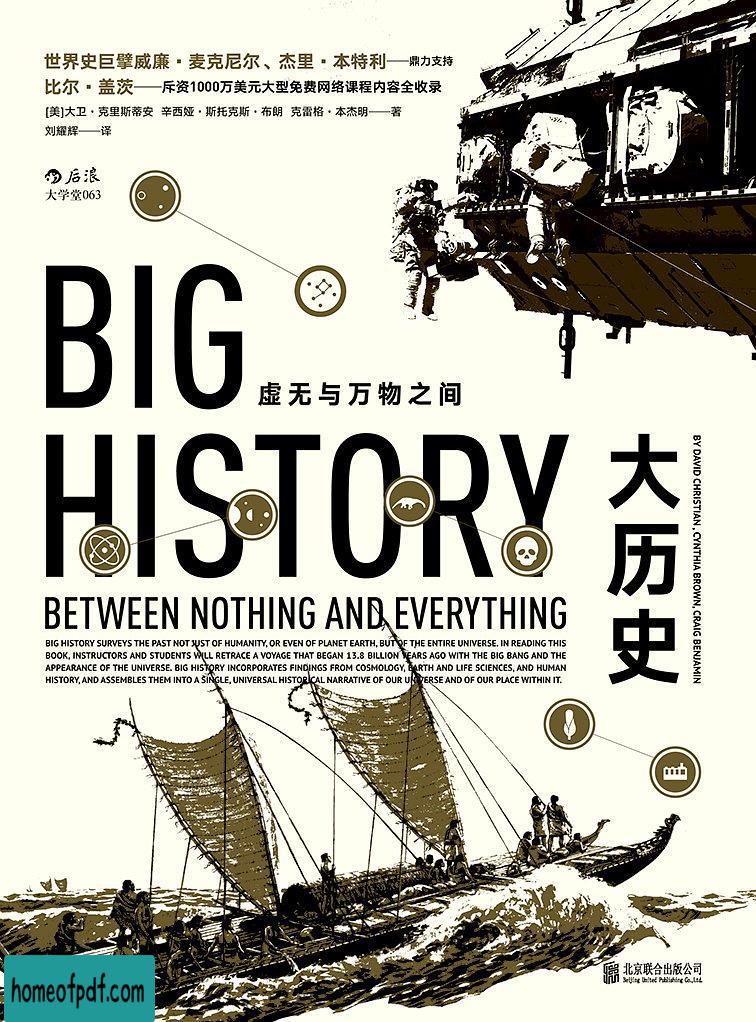 世界史巨擘威廉·麦克尼尔、杰里·本特利——鼎力支持
比尔·盖茨——斥资1000万美元大型免费网络课程内容全收录
[美]大卫·克里斯蒂安 辛西娅·斯托克斯·布朗 克雷格·本杰明——著
刘耀辉——译
后浪
大学堂063
BIG
虚无与万物之间
HISTORY
大历史
BY DAVID CHRISTIAN , CYNTHIA BROWN, CRAIG BENJAMIN
BETWEEN NOTHING AND EVERYTHING
BIG HISTORY SURVEYS THE PAST NOT JUST OF HUMANITY, OR EVEN OF PLANET EARTH, BUT OF THE ENTIRE UNIVERSE. IN READING THIS
BOOK, INSTRUCTORS AND STUDENTS WILL RETRACE A VOYAGE THAT BEGAN 13.8 BILLION YEARS AGO WITH THE BIG BANG AND THE
APPEARANCE OF THE UNIVERSE. BIG HISTORY INCORPORATES FINDINGS FROM COSMOLOGY, EARTH AND LIFE SCIENCES, AND HUMAN
HISTORY, AND ASSEMBLES THEM INTO A SINGLE, UNIVERSAL HISTORICAL NARRATIVE OF OUR UNIVERSE AND OF OUR PLACE WITHIN IT.
北京联合出版公司
Beijing United Publishing Co.,Ltd.
homeofpdf.com